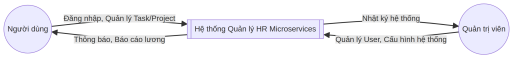 Người dùng
Đăng nhập, Quản lý Task/Project
Thông báo, Báo cáo lương
Hệ thống Quản lý HR Microservices
Nhật ký hệ thống
Quản lý User, Cấu hình hệ thống
Quản trị viên